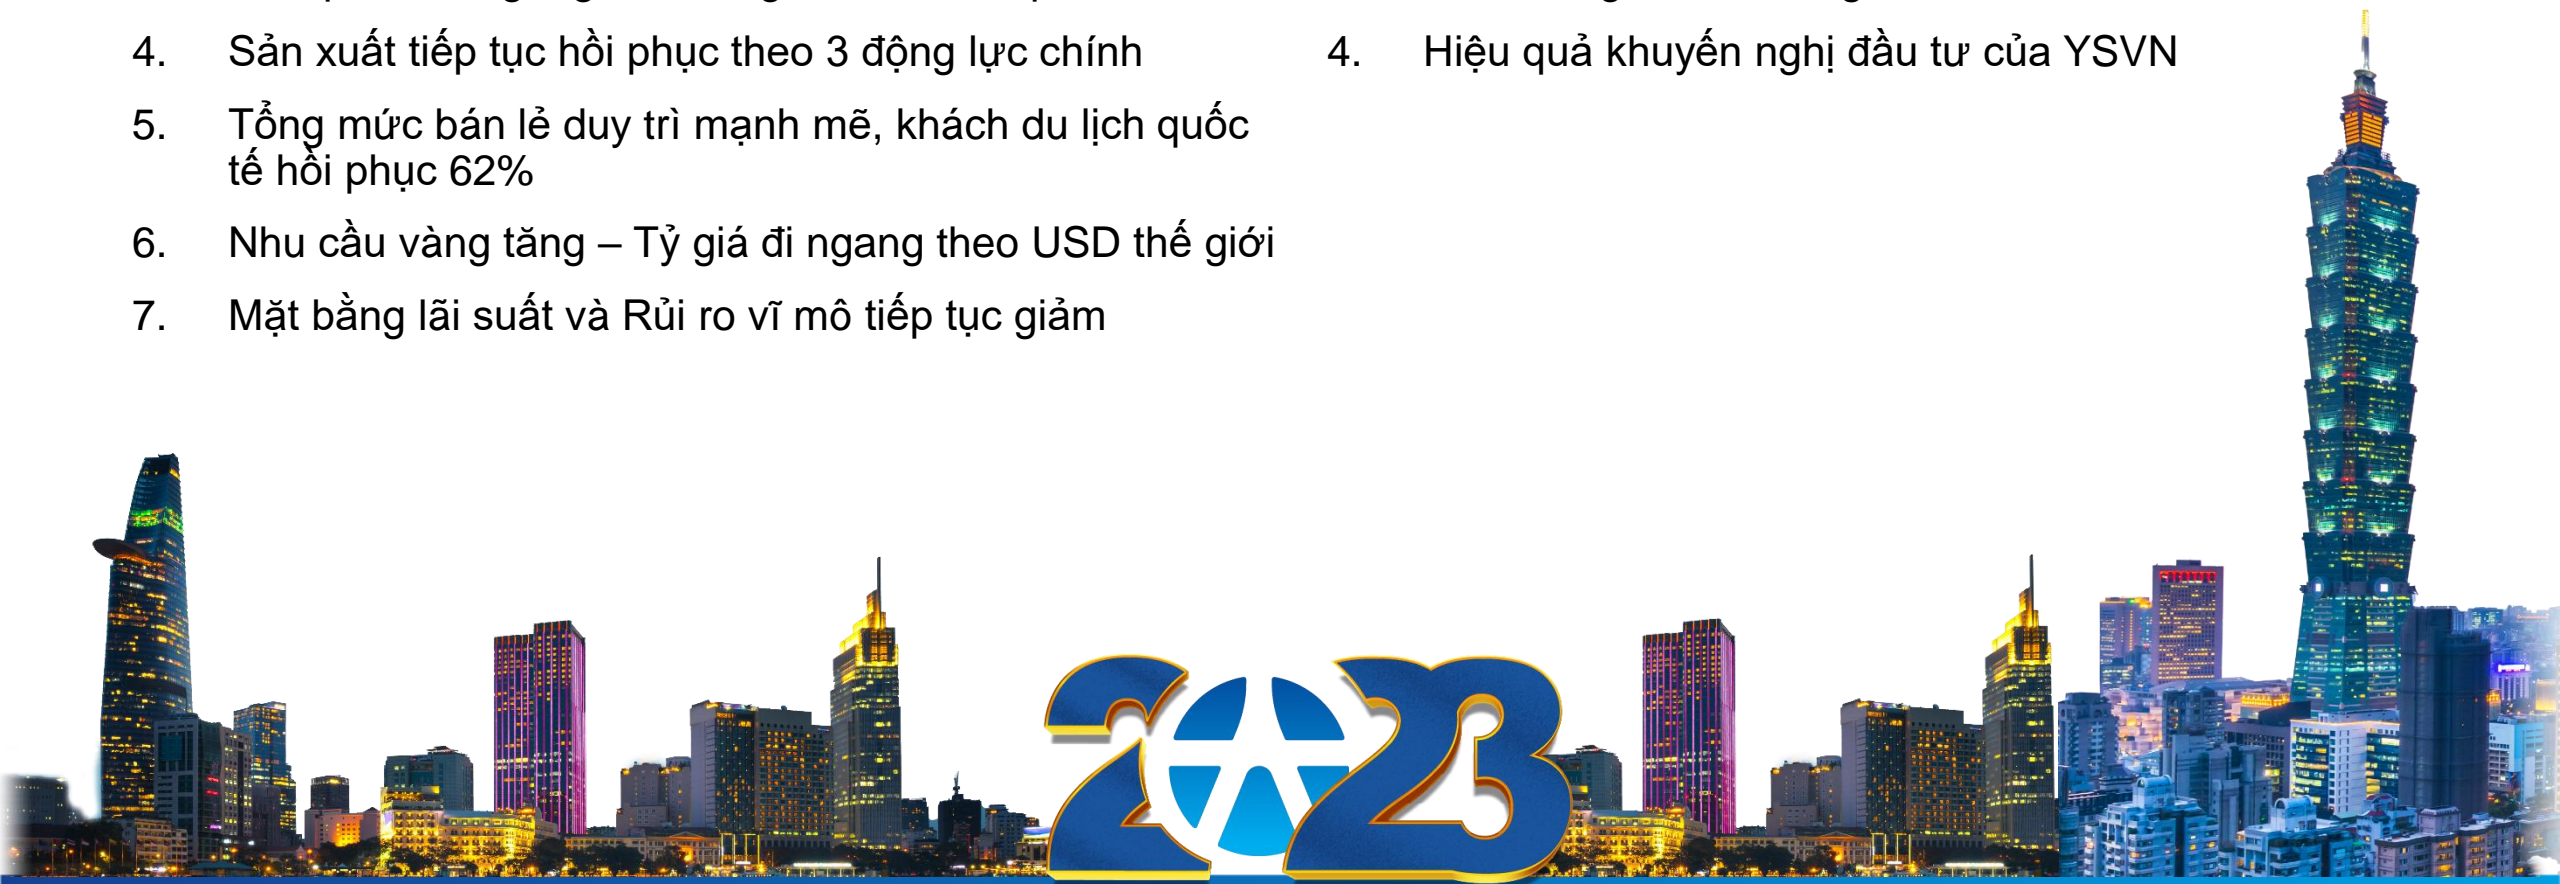 4. Sản xuất tiếp tục hồi phục theo 3 động lực chính
5. Tổng mức bán lẻ duy trì mạnh mẽ, khách du lịch quốc
tế hồi phục 62%
6. Nhu cầu vàng tăng – Tỷ giá đi ngang theo USD thế giới
7. Mặt bằng lãi suất và Rủi ro vĩ mô tiếp tục giảm
4. Hiệu quả khuyến nghị đầu tư của YSVN
2023